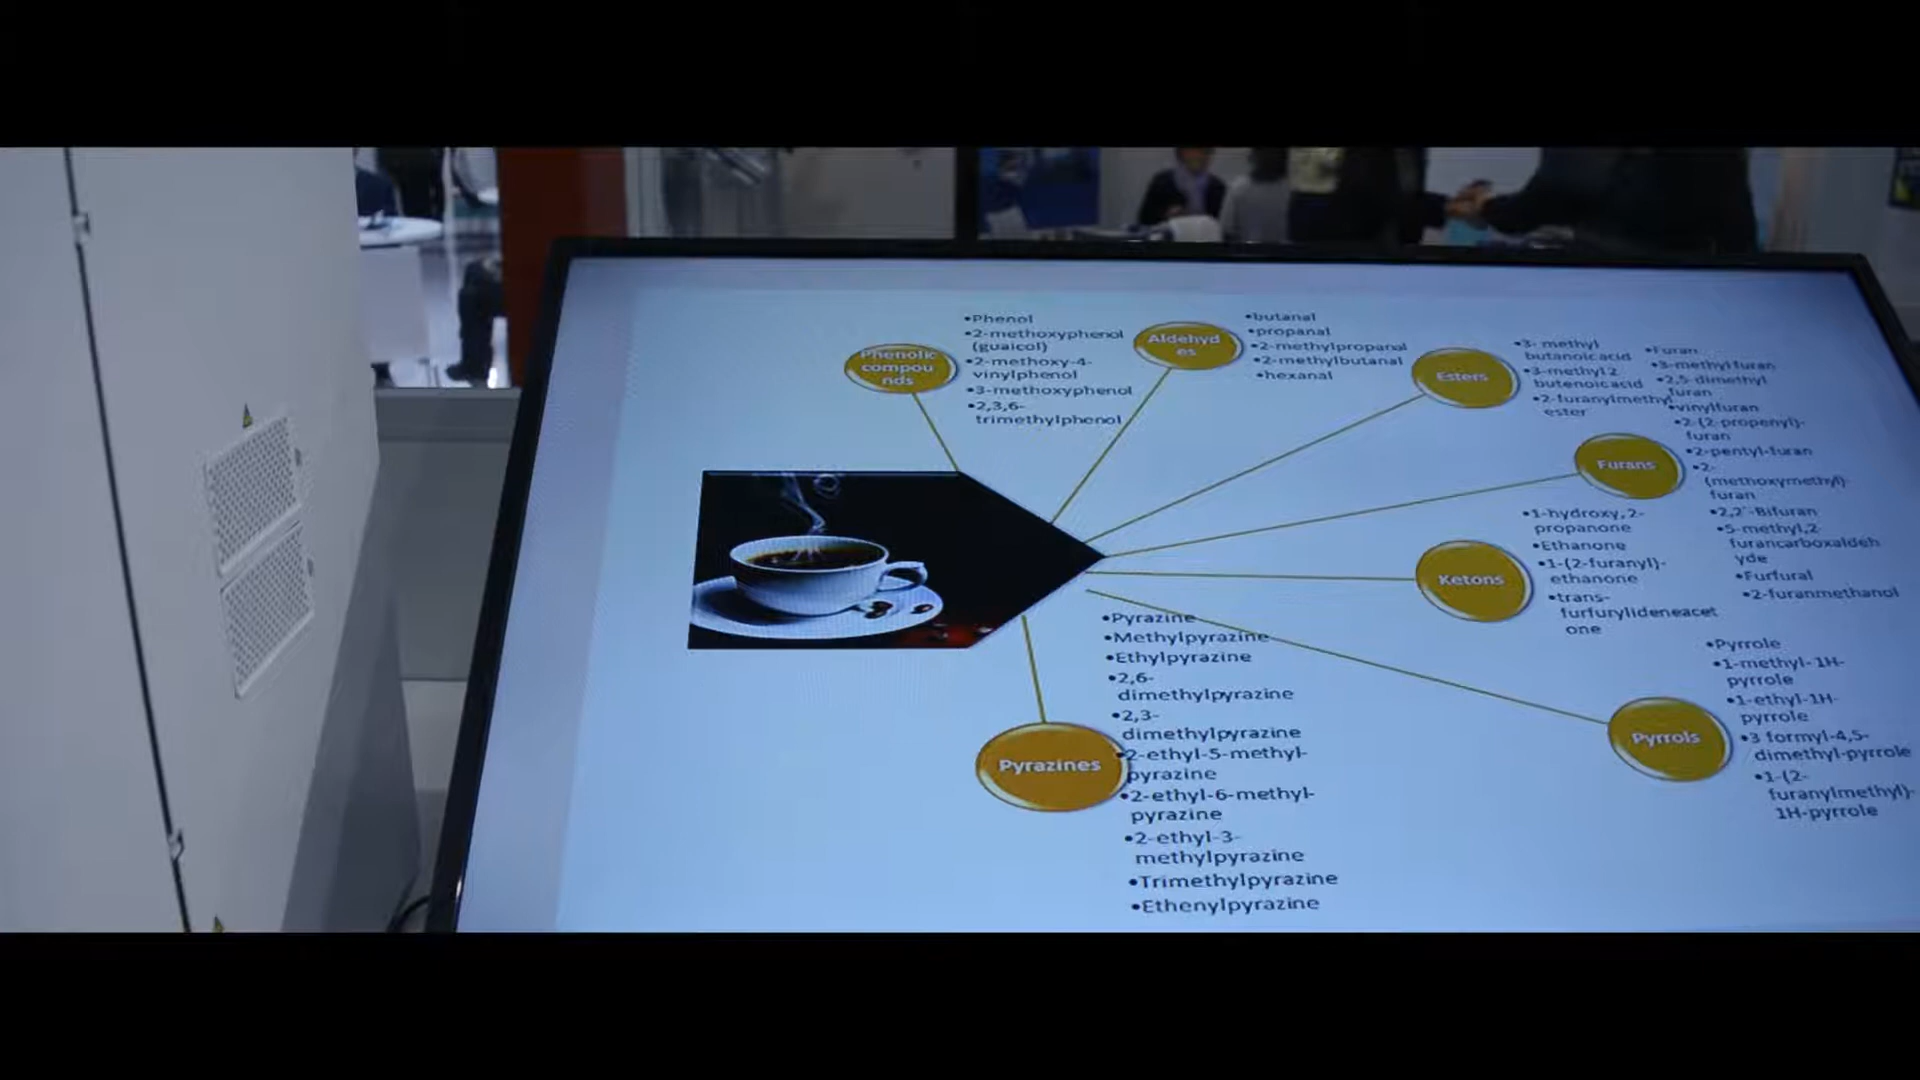 Phenolic
compou
nds
•Phenol
•2-methoxyphenol
(guaicol)
•2-methoxy-4-
vinylphenol
•3-methoxyphenol
•2,3,6-
trimethylphenol
Aldehyd
es
•butanal
•propanal
•2-methylpropanal
•2-methylbutanal
•hexanal
Esters
•3- methyl
butanoic acid
•3-methyl 2
butenoic acid
•2-furanylmethyl
ester
Furans
•Furan
•3-methyl furan
•2,5-dimethyl
furan
•vinylfuran
•2-(2-propenyl)-
furan
•2-pentyl-furan
•2-
(methoxymethyl)-
furan
•2,2'-Bifuran
•5-methyl,2-
furancarboxaldeh
yde
•Furfural
•2-furanmethanol
Ketons
•1-hydroxy, 2-
propanone
•Ethanone
•1-(2-furanyl)-
ethanone
•trans-
furfurylideneacet
one
Pyrrols
•Pyrrole
•1-methyl-1H-
pyrrole
•1-ethyl-1H-
pyrrole
•3 formyl-4,5-
dimethyl-pyrrole
•1-(2-
furanylmethyl)-
1H-pyrrole
Pyrazines
•Pyrazine
•Methylpyrazine
•Ethylpyrazine
•2,6-
dimethylpyrazine
•2,3-
dimethylpyrazine
•2-ethyl-5-methyl-
pyrazine
•2-ethyl-6-methyl-
pyrazine
•2-ethyl-3-
methylpyrazine
•Trimethylpyrazine
•Ethenylpyrazine